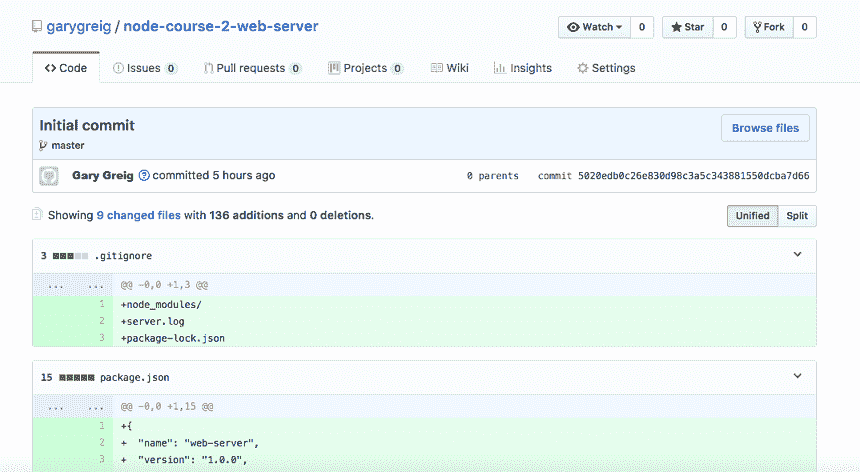 garygreig / node-course-2-web-server Watch 0 Star 0 Fork 0
Code Issues 0 Pull requests 0 Projects 0 Wiki Insights Settings
Initial commit
Browse files
master
Gary Greig ? committed 5 hours ago 0 parents commit 5020edb0c26e830d98c3a5c343881550dcba7d66
Showing 9 changed files with 136 additions and 0 deletions. Unified Split
3 .gitignore
... ... @@ -0,0 +1,3 @@
1 +node_modules/
2 +server.log
3 +package-lock.json
15 package.json
... ... @@ -0,0 +1,15 @@
1 +{
2 + "name": "web-server",
3 + "version": "1.0.0",